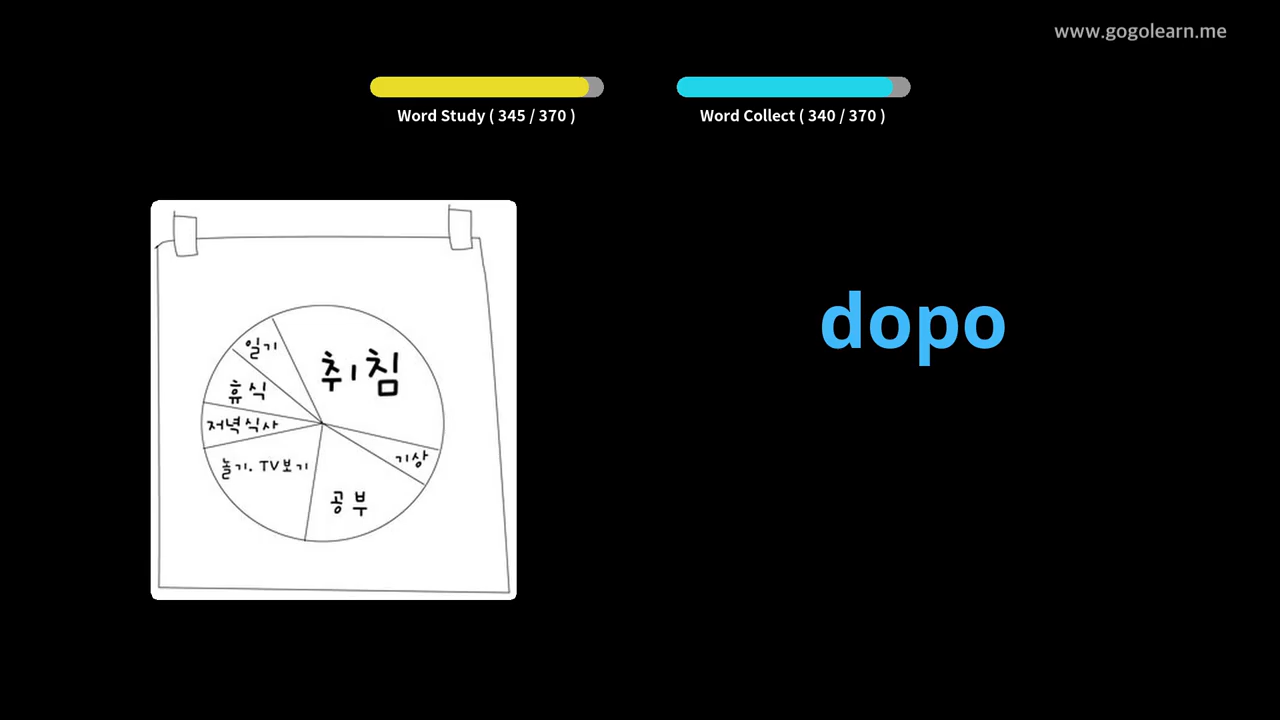 www.gogolearn.me
Word Study ( 345 / 370 )
Word Collect ( 340 / 370 )
일기
취침
휴식
저녁식사
놀기. TV보기
기상
공부
dopo